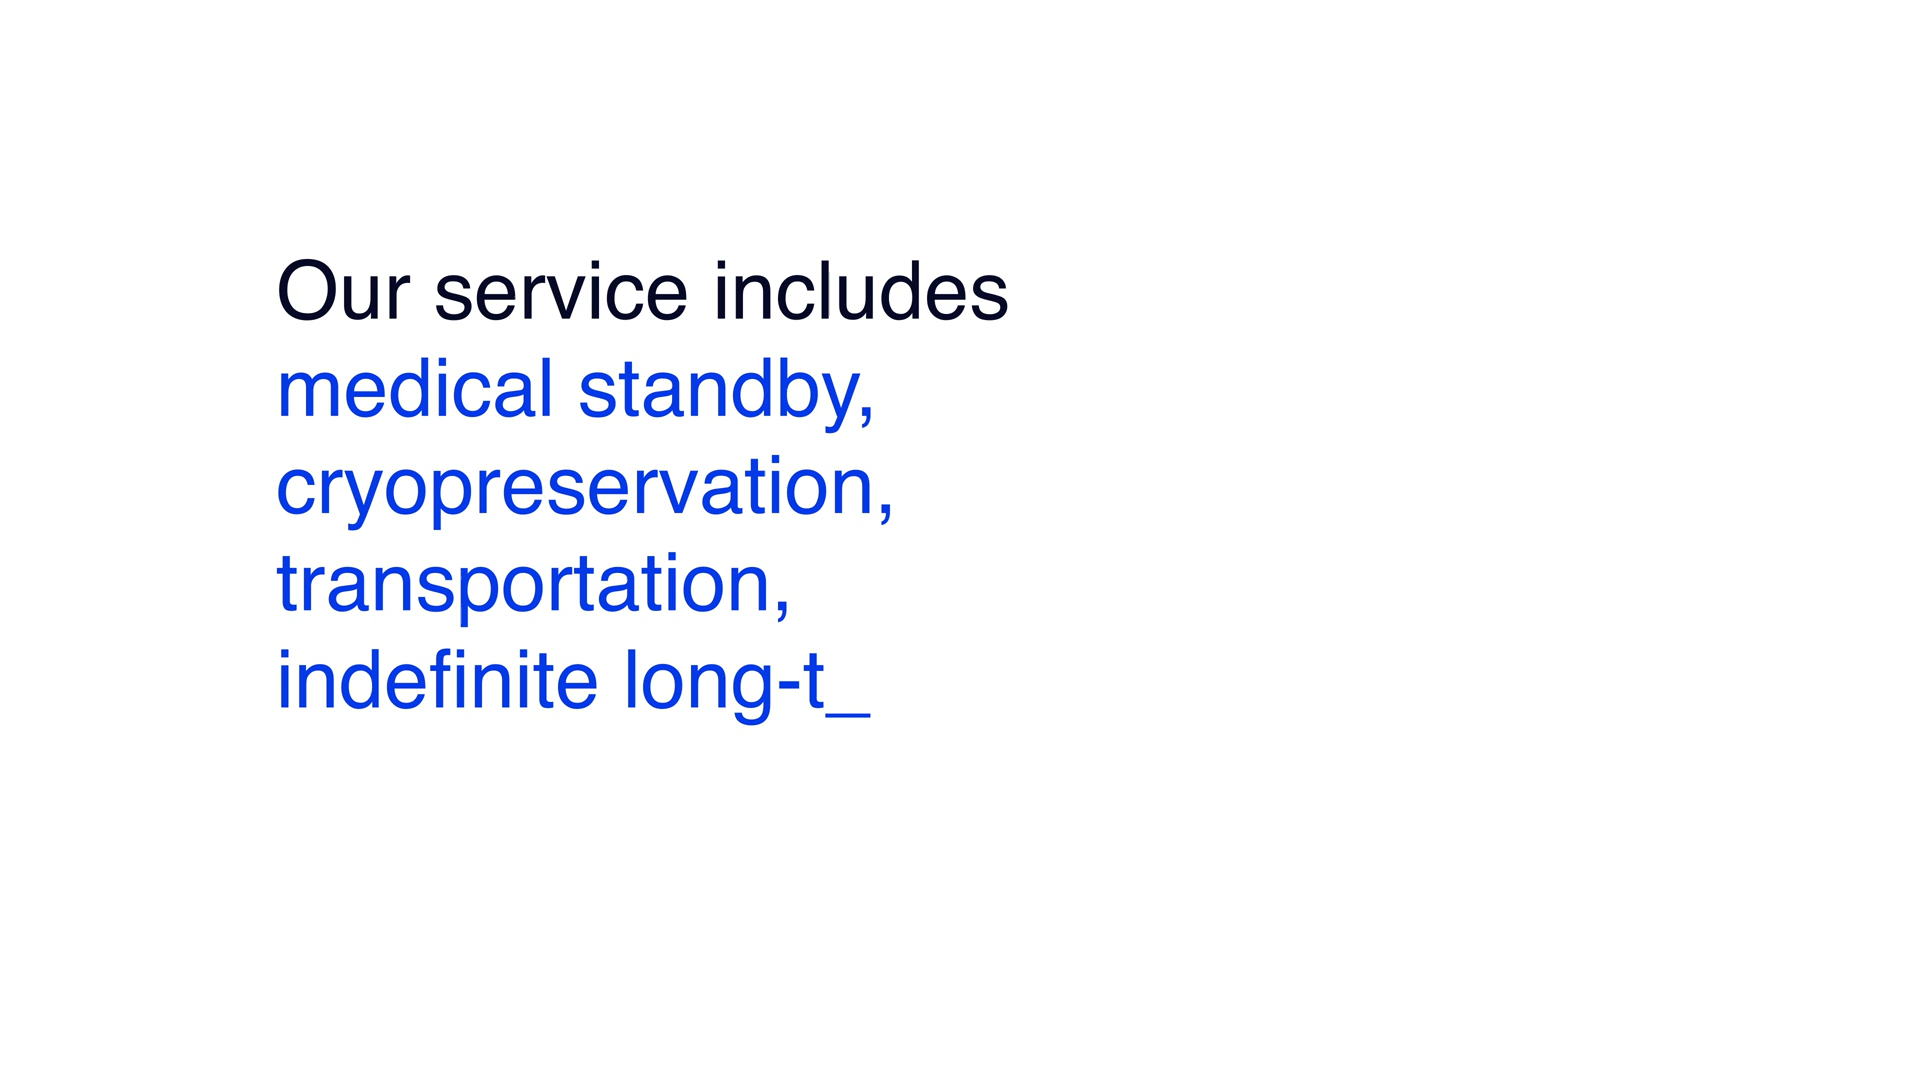 Our service includes
medical standby,
cryopreservation,
transportation,
indefinite long-t_